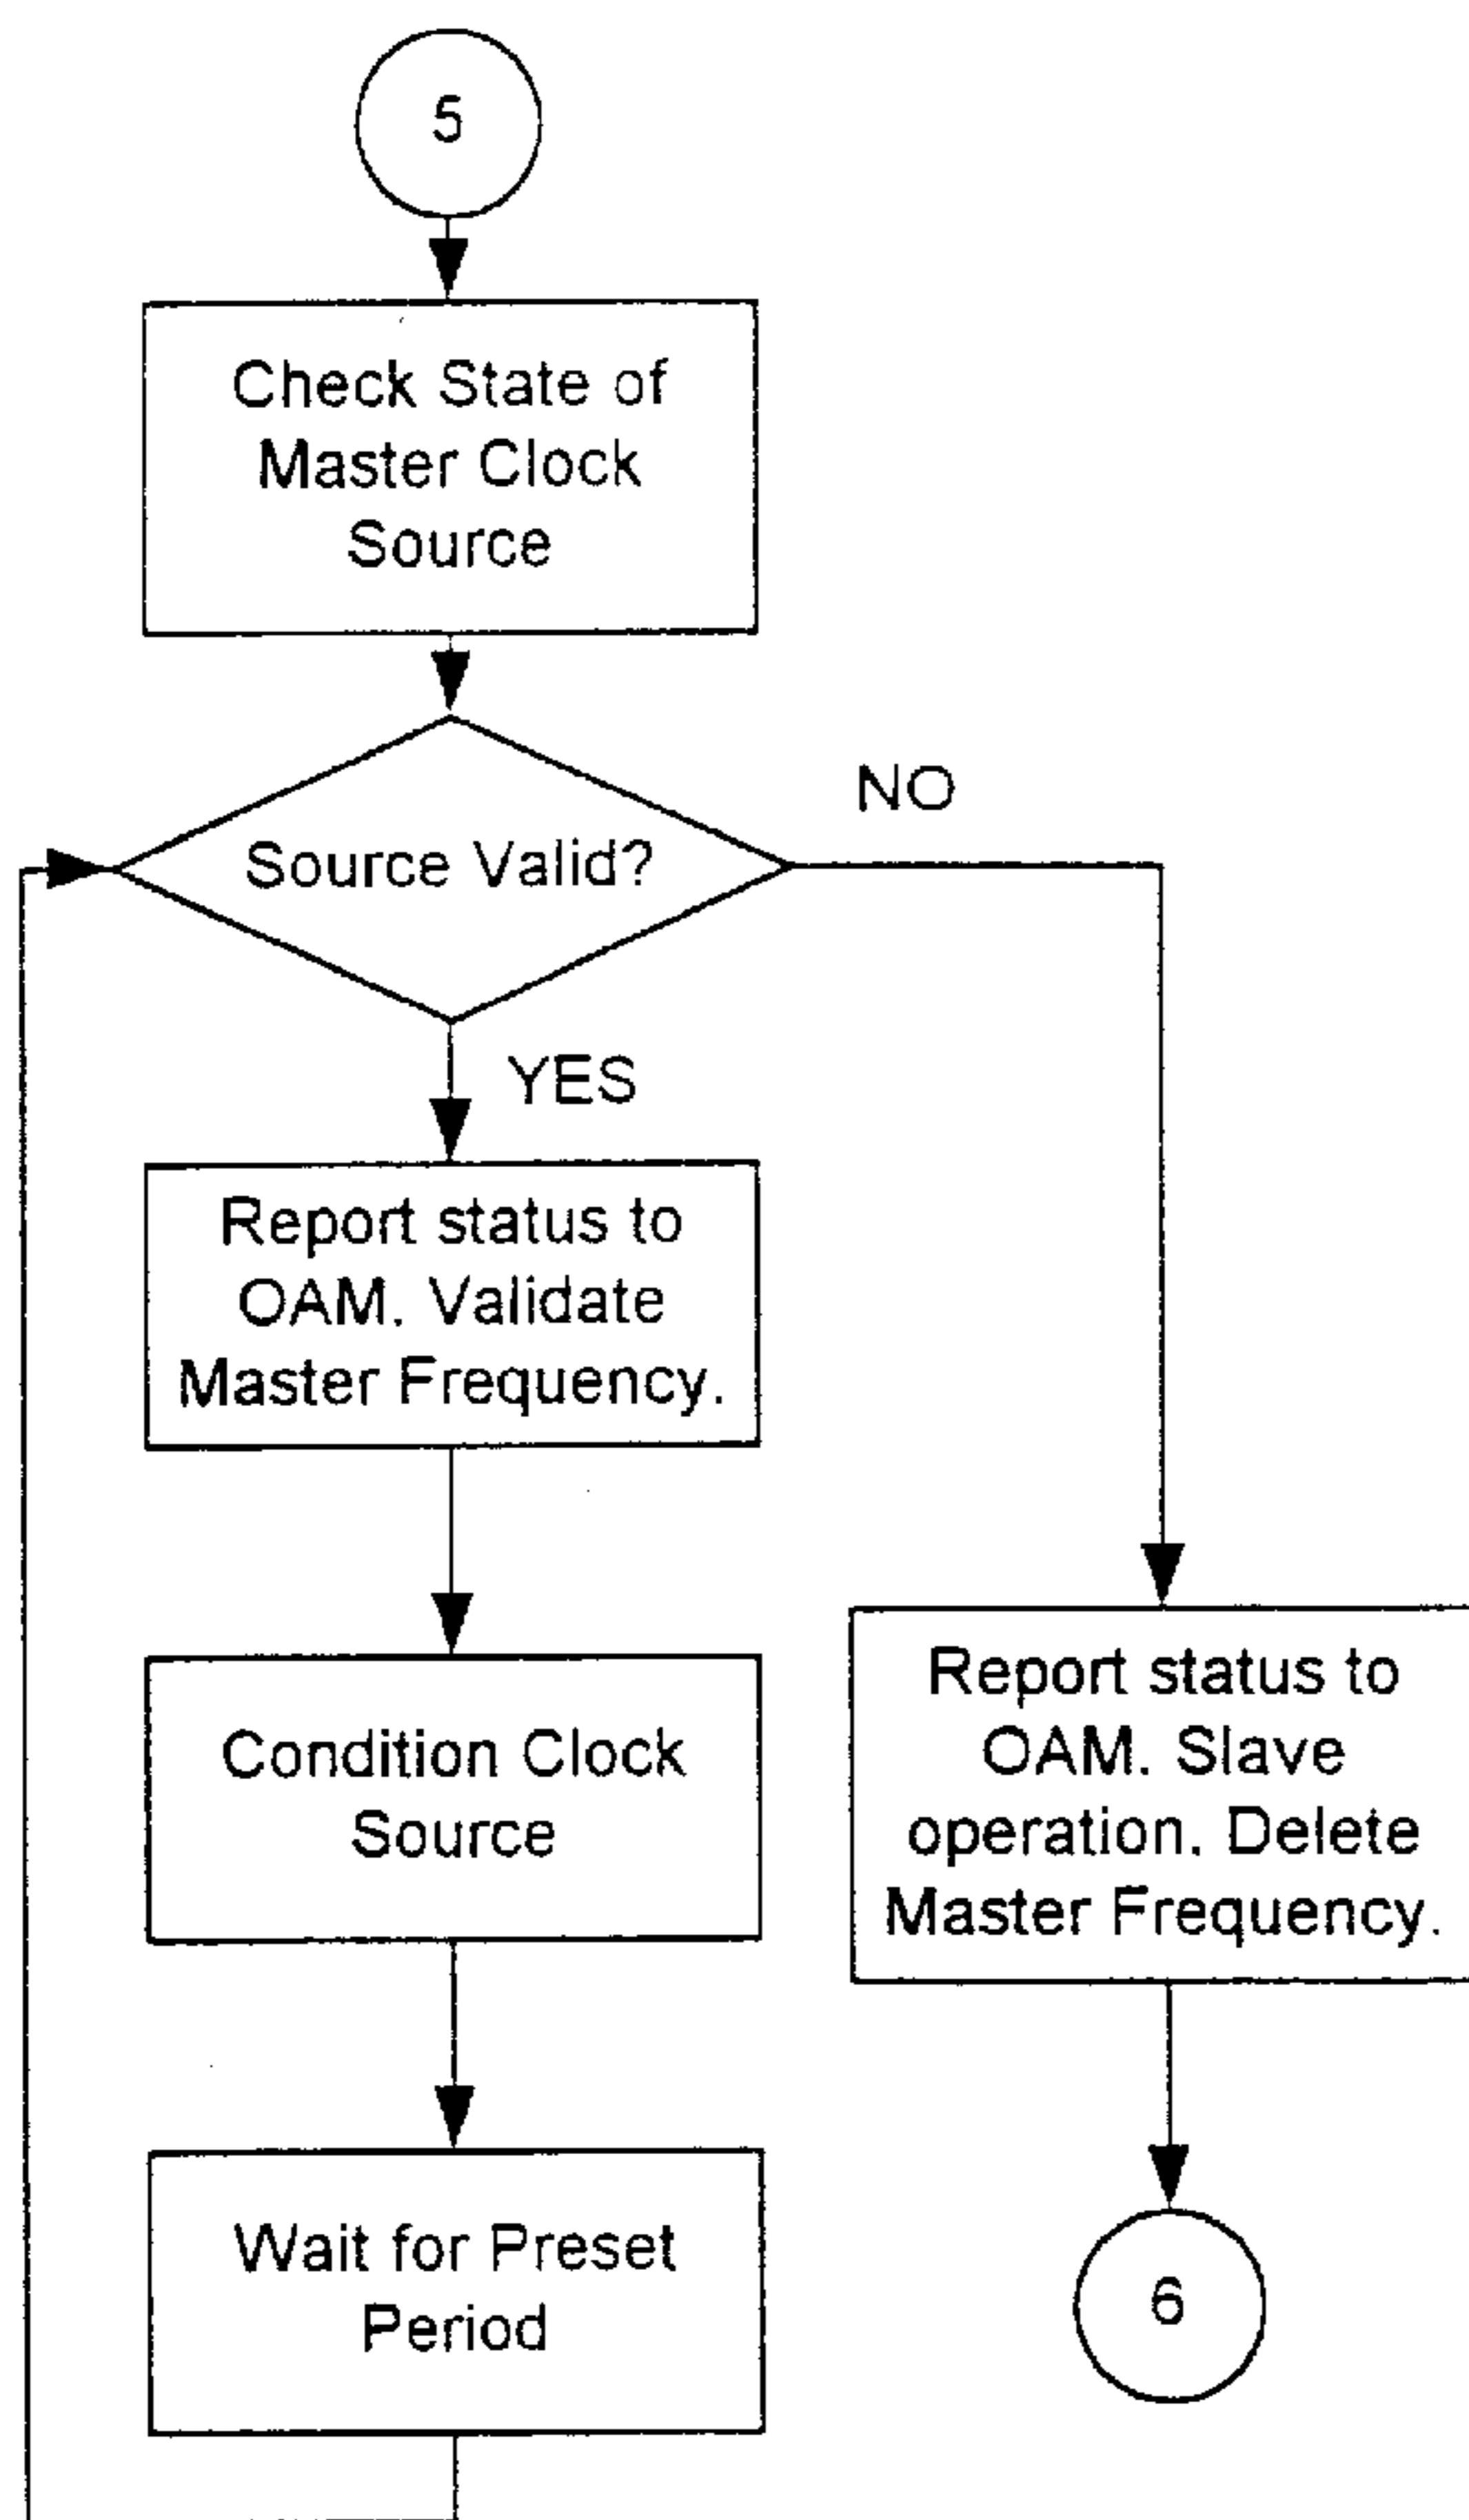 5
Check State of
Master Clock
Source
Source Valid?
NO
YES
Report status to
OAM. Validate
Master Frequency.
Condition Clock
Source
Report status to
OAM. Slave
operation. Delete
Master Frequency.
Wait for Preset
Period
6